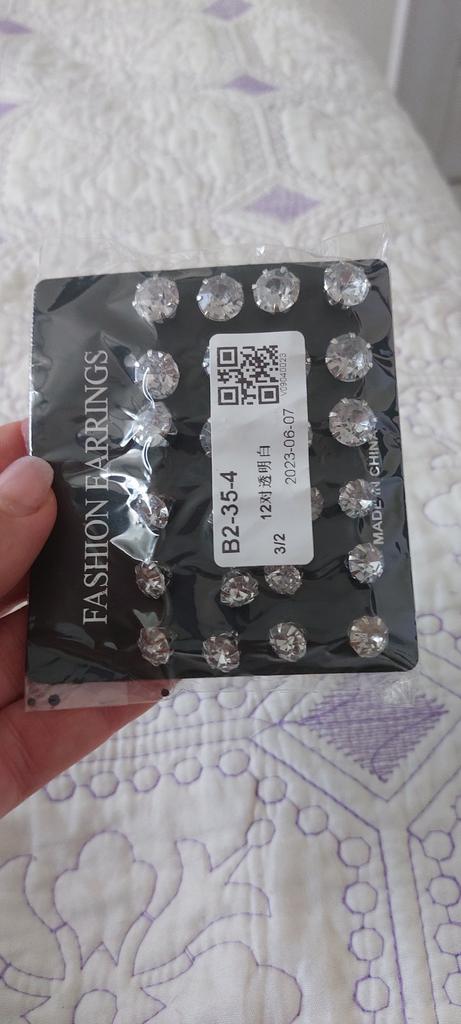 FASHION EARRINGS
B2-35-4
12对透明白
2023-06-07
3/2
V09040023
MADE IN CHINA